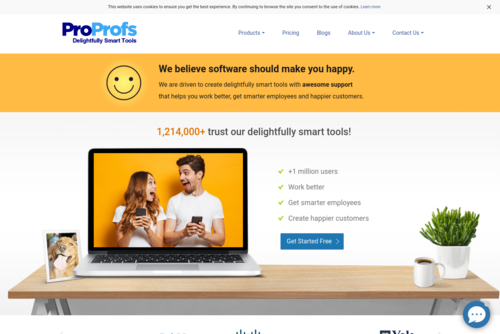 This website uses cookies to ensure you get the best experience. By continuing to browse the site you consent to the use of cookies. Learn more
ProProfs
Delightfully Smart Tools
Products
Pricing
Blogs
About Us
Contact Us
We believe software should make you happy.
We are driven to create delightfully smart tools with awesome support
that helps you work better, get smarter employees and happier customers.
1,214,000+ trust our delightfully smart tools!
+1 million users
Work better
Get smarter employees
Create happier customers
Get Started Free
Yale